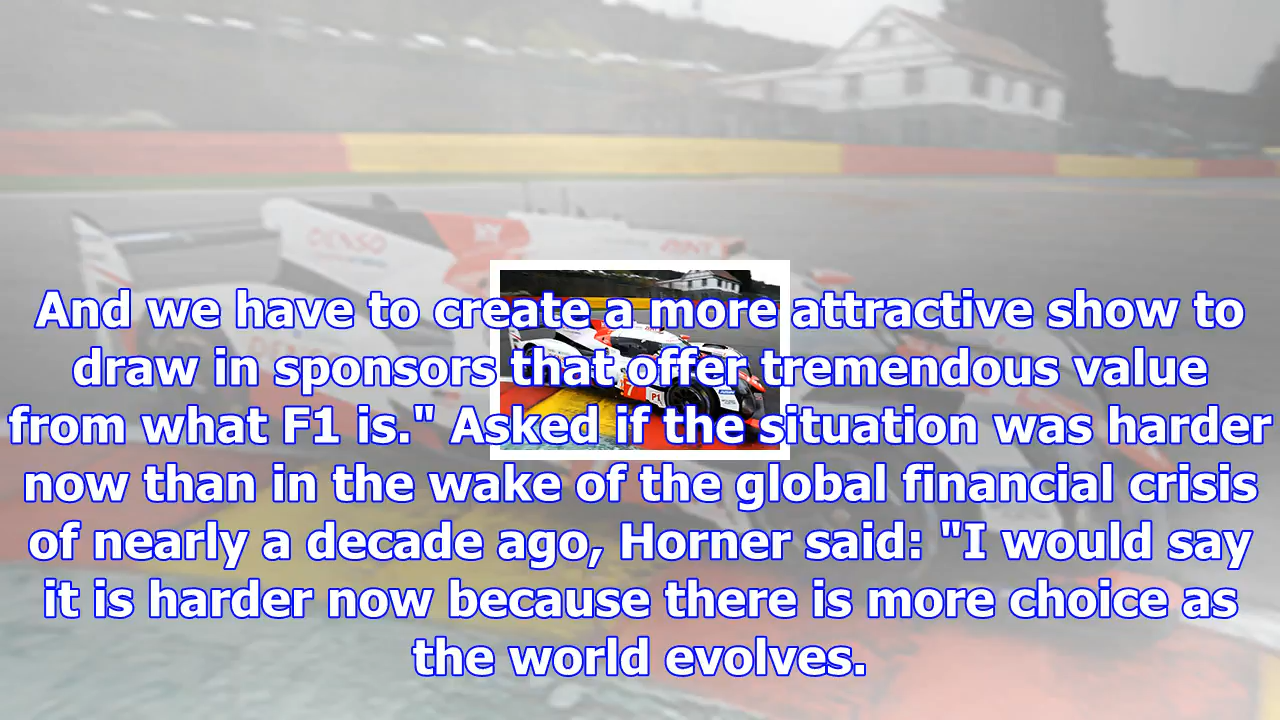 DENSO
And we have to create a more attractive show to
draw in sponsors that offer tremendous value
from what F1 is." Asked if the situation was harder
now than in the wake of the global financial crisis
of nearly a decade ago, Horner said: "I would say
it is harder now because there is more choice as
the world evolves.